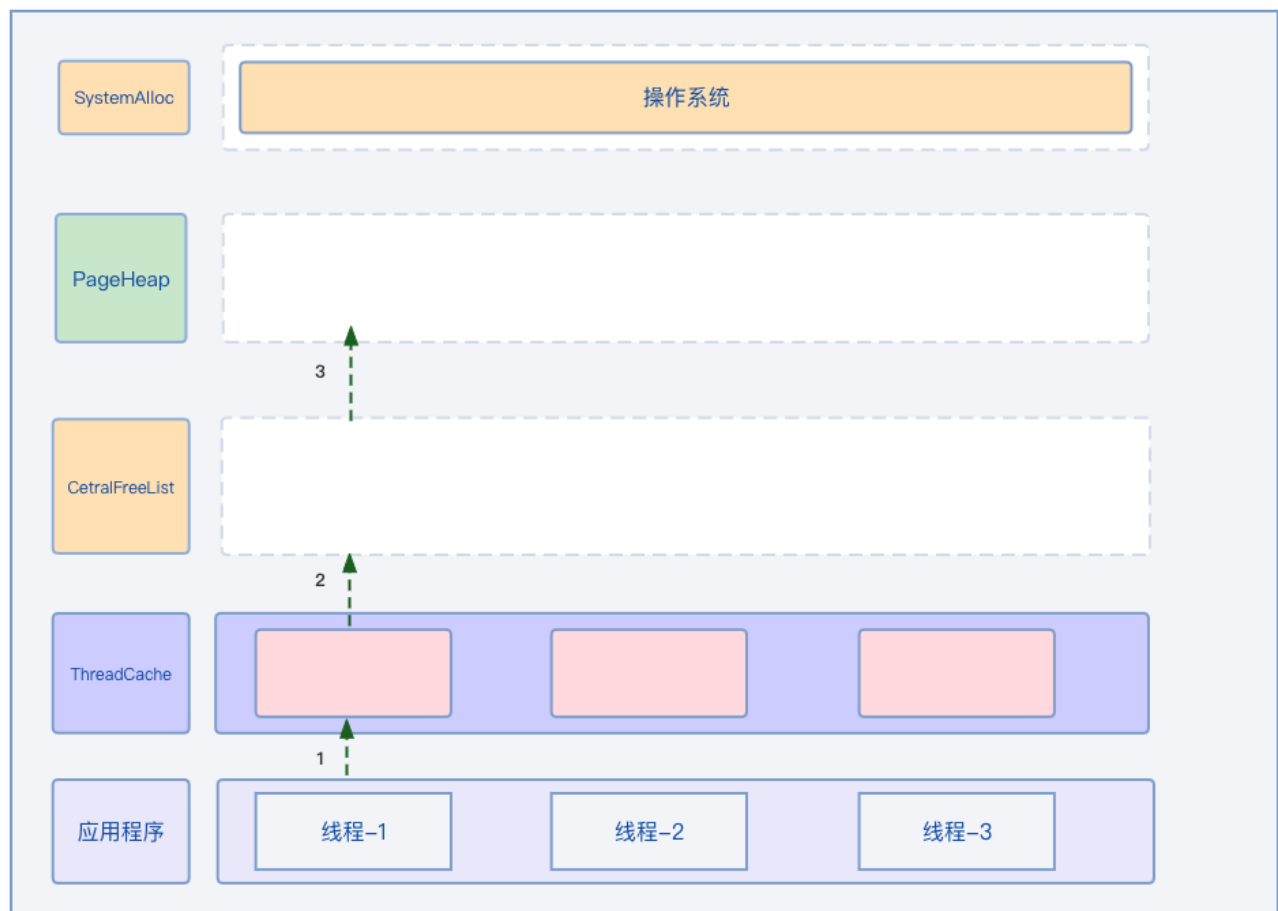 SystemAlloc
操作系统
PageHeap
3
CetralFreeList
2
ThreadCache
1
应用程序
线程-1
线程-2
线程-3